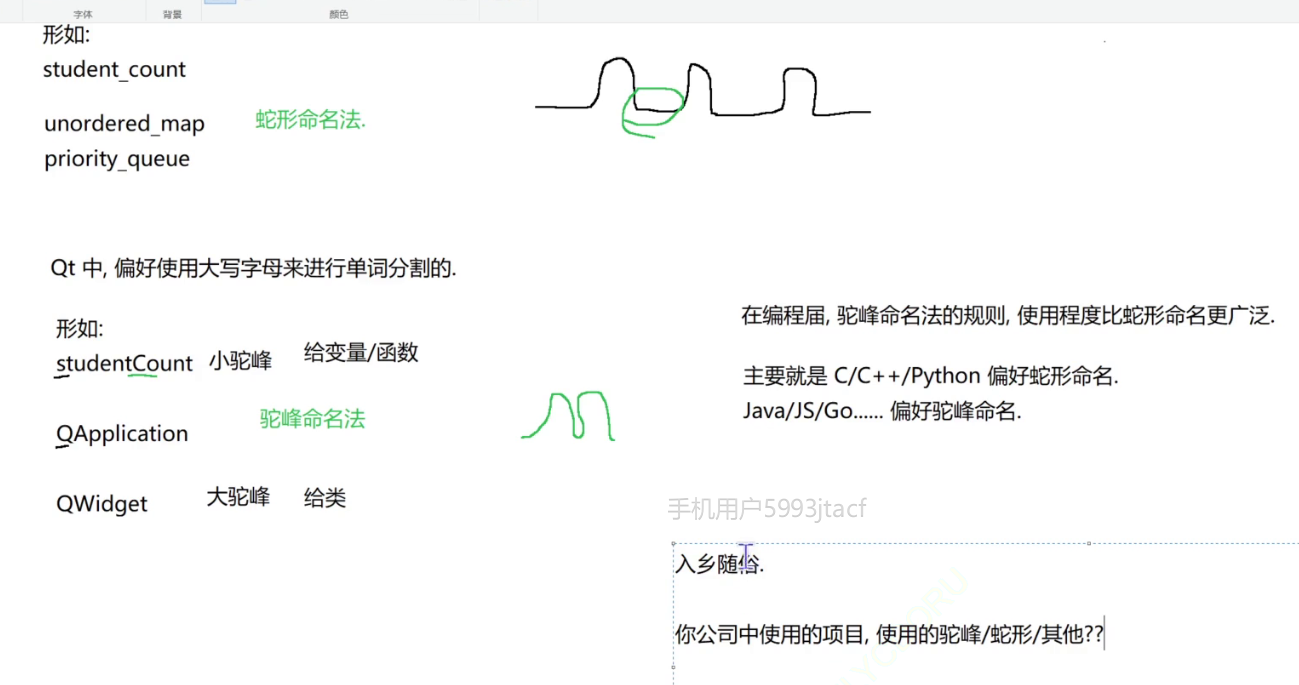 字体 背景 颜色
形如:
student_count
unordered_map 蛇形命名法.
priority_queue
Qt 中, 偏好使用大写字母来进行单词分割的.
形如:
studentCount 小驼峰 给变量/函数
驼峰命名法
QApplication
QWidget 大驼峰 给类
在编程届, 驼峰命名法的规则, 使用程度比蛇形命名更广泛.
主要就是 C/C++/Python 偏好蛇形命名.
Java/JS/Go...... 偏好驼峰命名.
手机用户5993jtacf
入乡随俗.
你公司中使用的项目, 使用的驼峰/蛇形/其他??